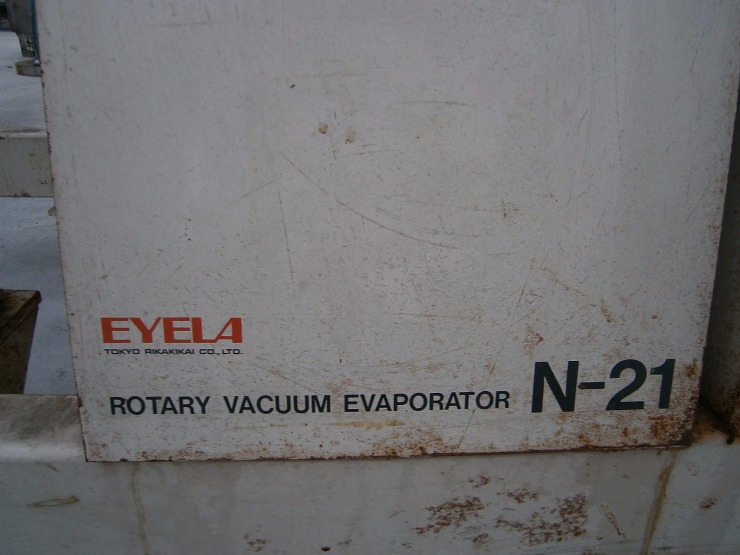 EYELA
TOKYO RIKAKIKAI CO., LTD.
ROTARY VACUUM EVAPORATOR N-21